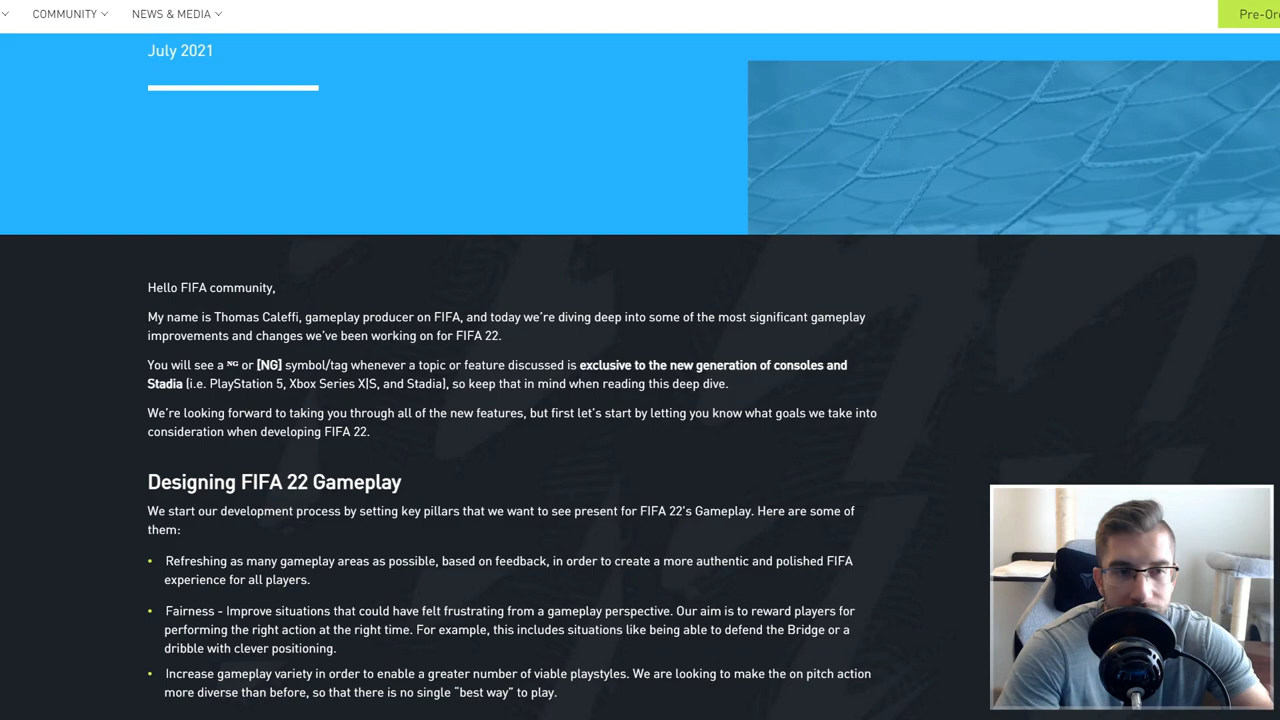 COMMUNITY
NEWS & MEDIA
July 2021
Hello FIFA community,
My name is Thomas Caleffi, gameplay producer on FIFA, and today we're diving deep into some of the most significant gameplay
improvements and changes we've been working on for FIFA 22.
You will see a NG or [NG] symbol/tag whenever a topic or feature discussed is exclusive to the new generation of consoles and
Stadia [i.e. PlayStation 5, Xbox Series X|S, and Stadia], so keep that in mind when reading this deep dive.
We're looking forward to taking you through all of the new features, but first let's start by letting you know what goals we take into
consideration when developing FIFA 22.
Designing FIFA 22 Gameplay
We start our development process by setting key pillars that we want to see present for FIFA 22's Gameplay. Here are some of
them:
• Refreshing as many gameplay areas as possible, based on feedback, in order to create a more authentic and polished FIFA
experience for all players.
• Fairness - Improve situations that could have felt frustrating from a gameplay perspective. Our aim is to reward players for
performing the right action at the right time. For example, this includes situations like being able to defend the Bridge or a
dribble with clever positioning.
• Increase gameplay variety in order to enable a greater number of viable playstyles. We are looking to make the on pitch action
more diverse than before, so that there is no single “best way” to play.